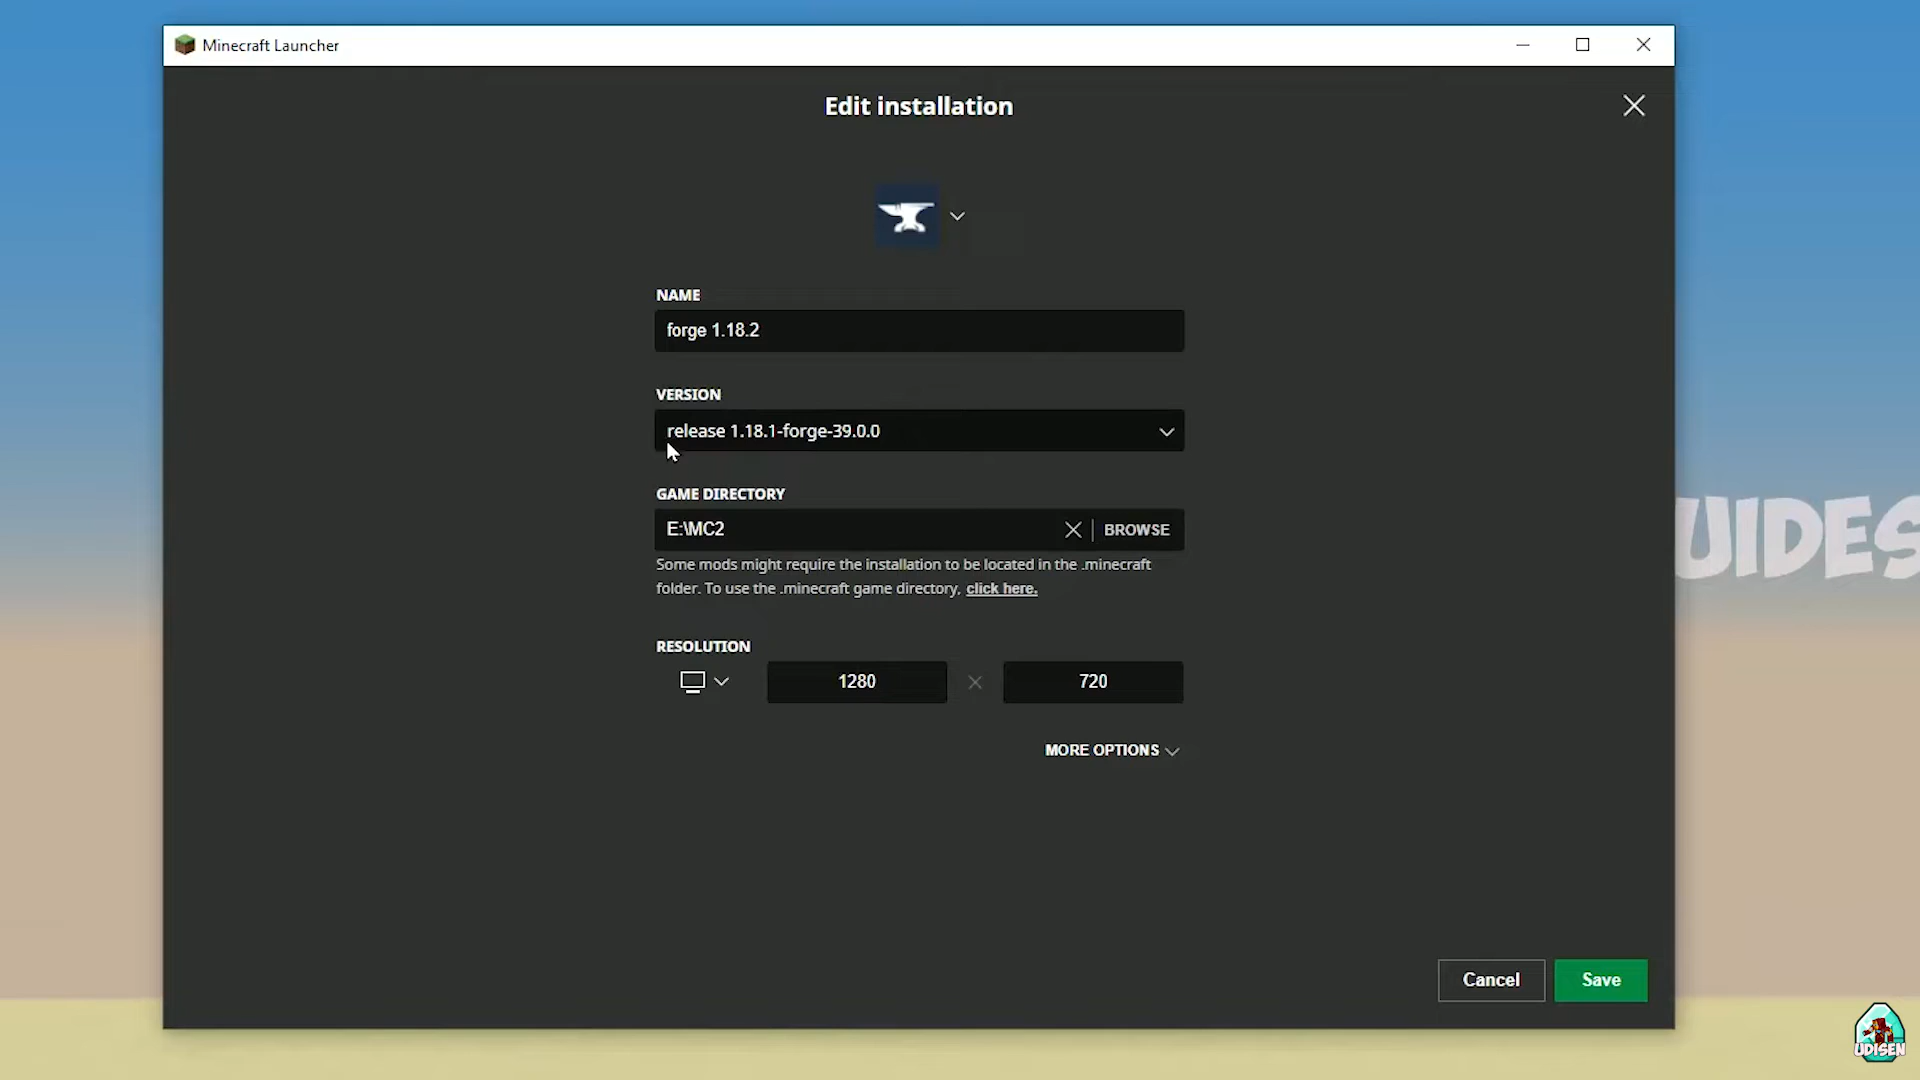 Minecraft Launcher
Edit installation
NAME
forge 1.18.2
VERSION
release 1.18.1-forge-39.0.0
GAME DIRECTORY
E:\MC2
BROWSE
Some mods might require the installation to be located in the .minecraft
folder. To use the .minecraft game directory, click here.
UIDES
RESOLUTION
1280
720
MORE OPTIONS
Cancel
Save
UDISEN